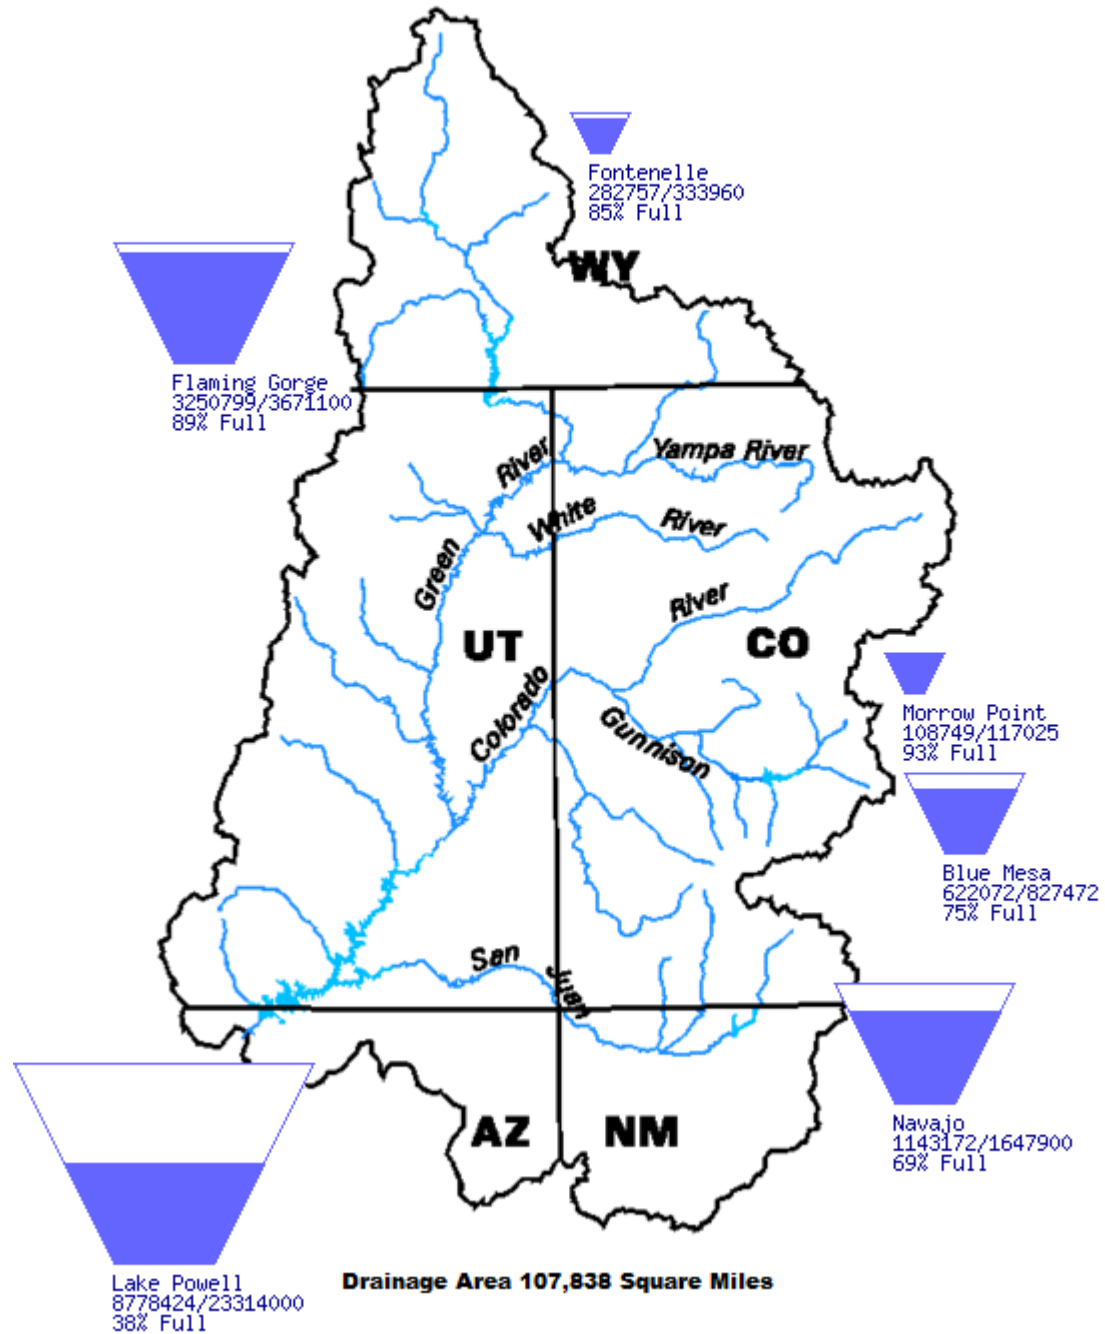 Fontenelle
282757/333960
85% Full
WY
Flaming Gorge
3250799/3671100
89% Full
Yampa River
River
White
River
Green
River
UT
CO
Colorado
Gunnison
Morrow Point
108749/117025
93% Full
Blue Mesa
622072/827472
75% Full
San
Juan
AZ
NM
Navajo
1143172/1647900
69% Full
Lake Powell
8778424/23314000
38% Full
Drainage Area 107,838 Square Miles